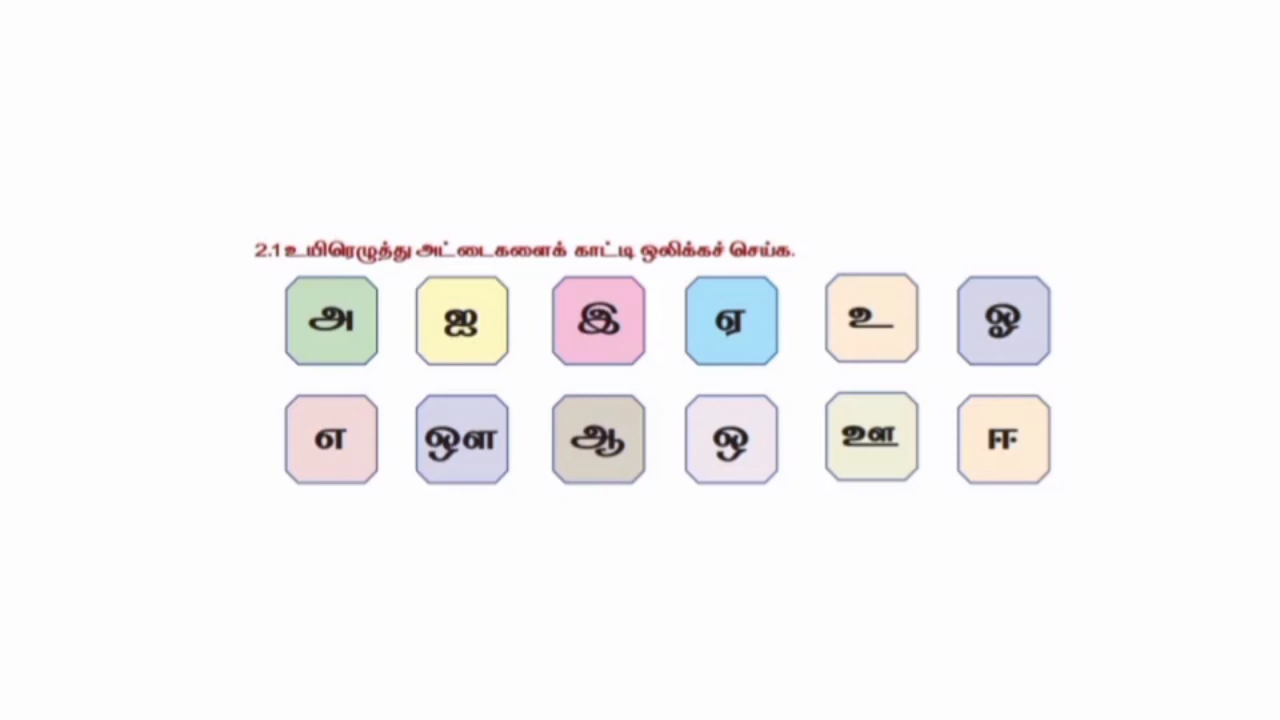 2.1 உயிரெழுத்து அட்டைகளைக் காட்டி ஒலிக்கச் செய்க.
அ ஐ இ ஏ உ ஓ
எ ஔ ஆ ஒ ஊ ஈ